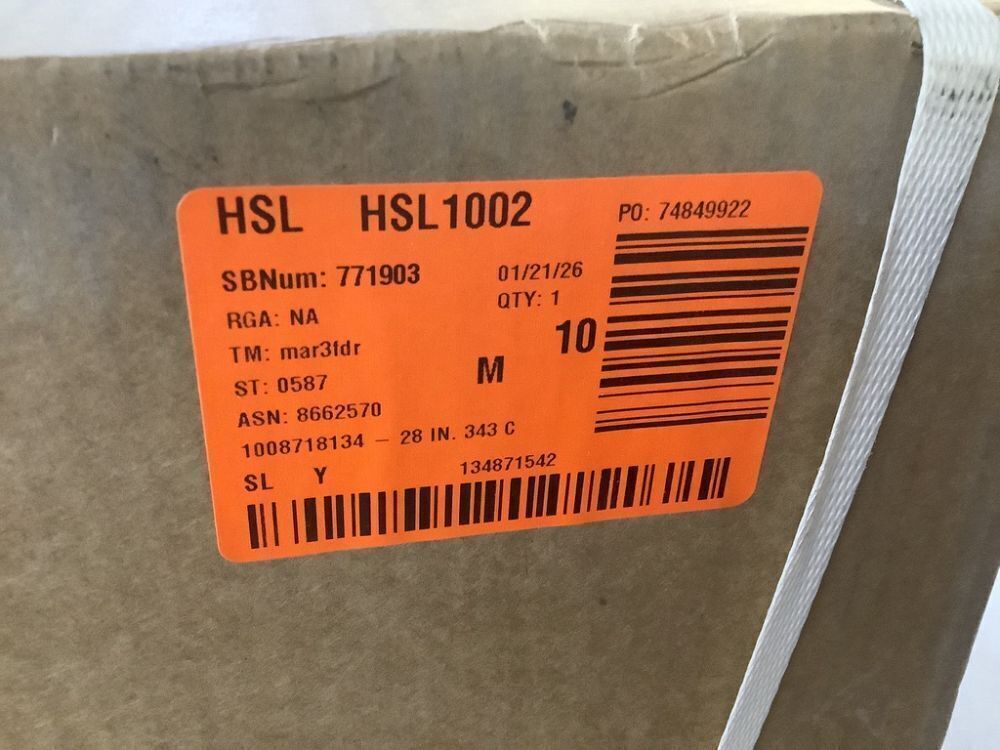 HSL HSL1002
PO: 74849922
SBNum: 771903 01/21/26
RGA: NA QTY: 1
TM: mar3fdr M 10
ST: 0587
ASN: 8662570
1008718134 – 28 IN. 343 C
SL Y 134871542